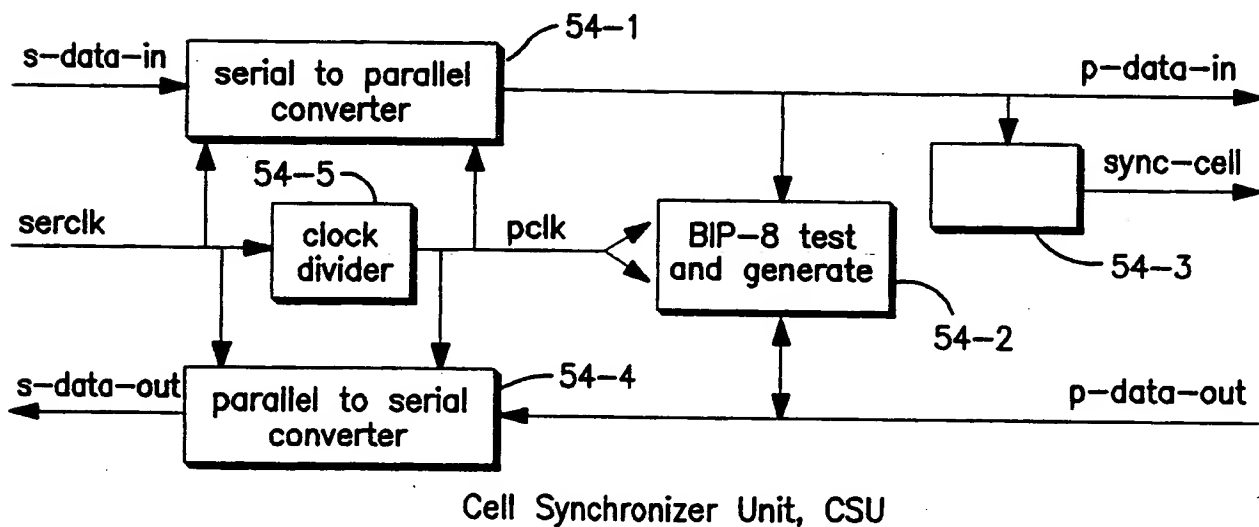 54-1
s-data-in
serial to parallel
converter
p-data-in
54-5
sync-cell
serclk
clock
divider
pclk
BIP-8 test
and generate
54-3
54-2
s-data-out
54-4
parallel to serial
converter
p-data-out
Cell Synchronizer Unit, CSU